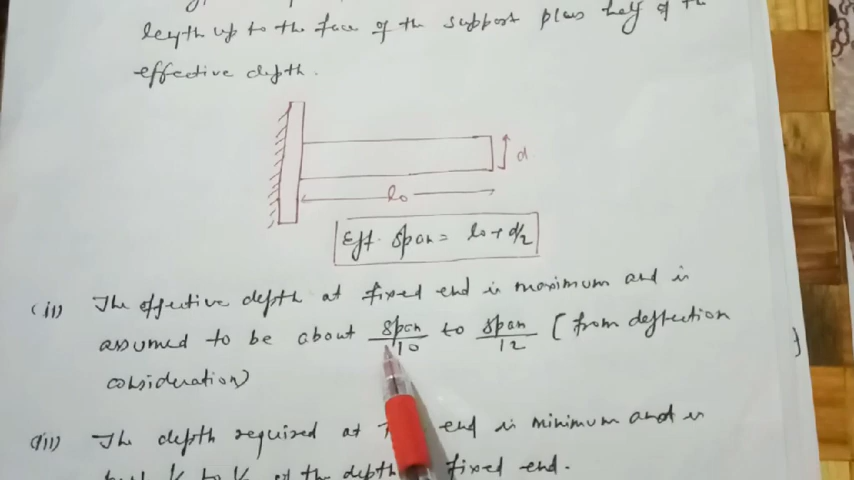 length up to the face of the support plus half of the
effective depth.
d
lo
Eff. span = lo + d/2
(ii) The effective depth at fixed end is maximum and is
assumed to be about span/10 to span/12 [from deflection
consideration)
(iii) The depth required at end is minimum and is
of the depth fixed end.